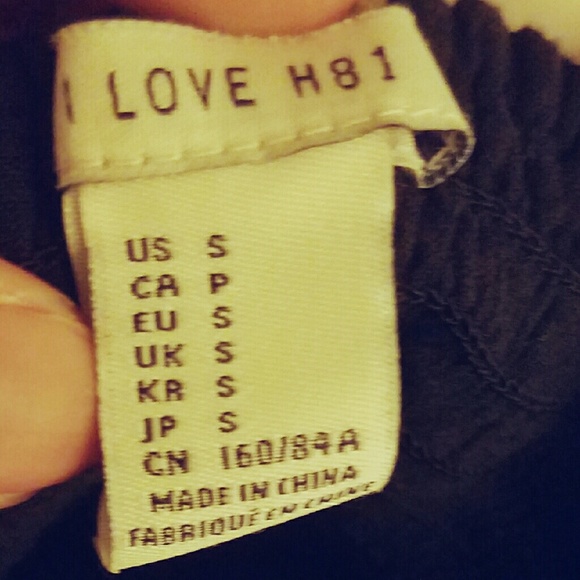 I LOVE H81
US S
CA P
EU S
UK S
KR S
JP S
CN 160/84A
MADE IN CHINA
FABRIQUÉ EN CHINE